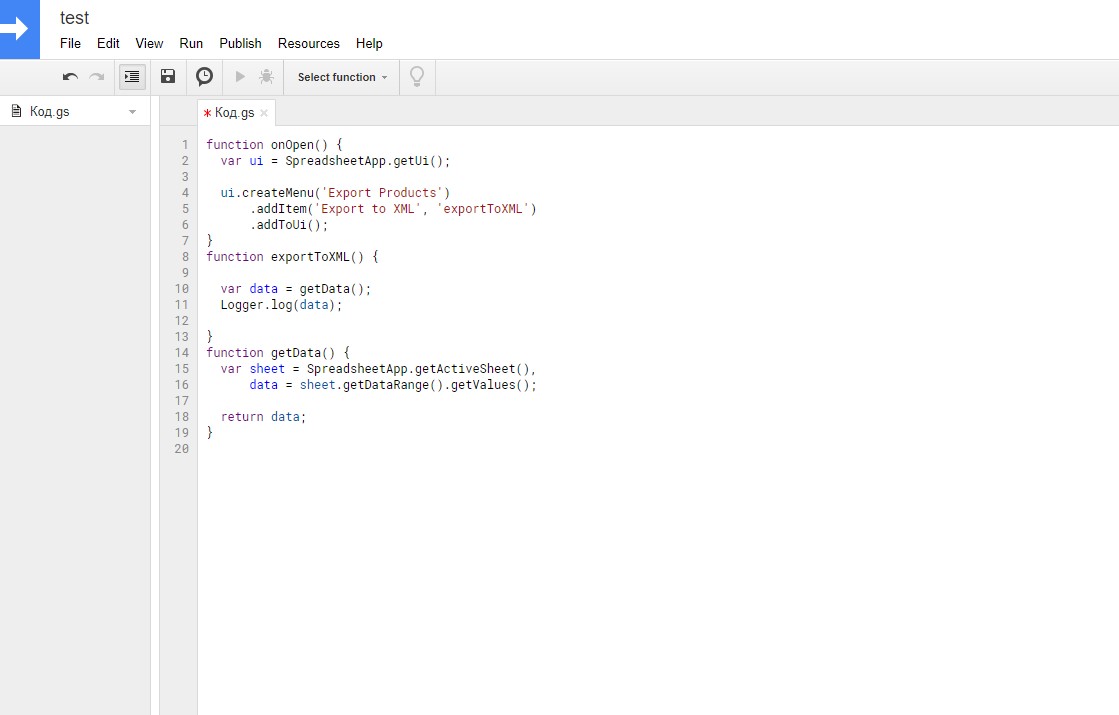 test
File Edit View Run Publish Resources Help
Select function
Код.gs
* Код.gs ×
1 function onOpen() {
2   var ui = SpreadsheetApp.getUi();
3
4   ui.createMenu('Export Products')
5       .addItem('Export to XML', 'exportToXML')
6       .addToUi();
7 }
8 function exportToXML() {
9
10   var data = getData();
11   Logger.log(data);
12
13 }
14 function getData() {
15   var sheet = SpreadsheetApp.getActiveSheet(),
16       data = sheet.getDataRange().getValues();
17
18   return data;
19 }
20